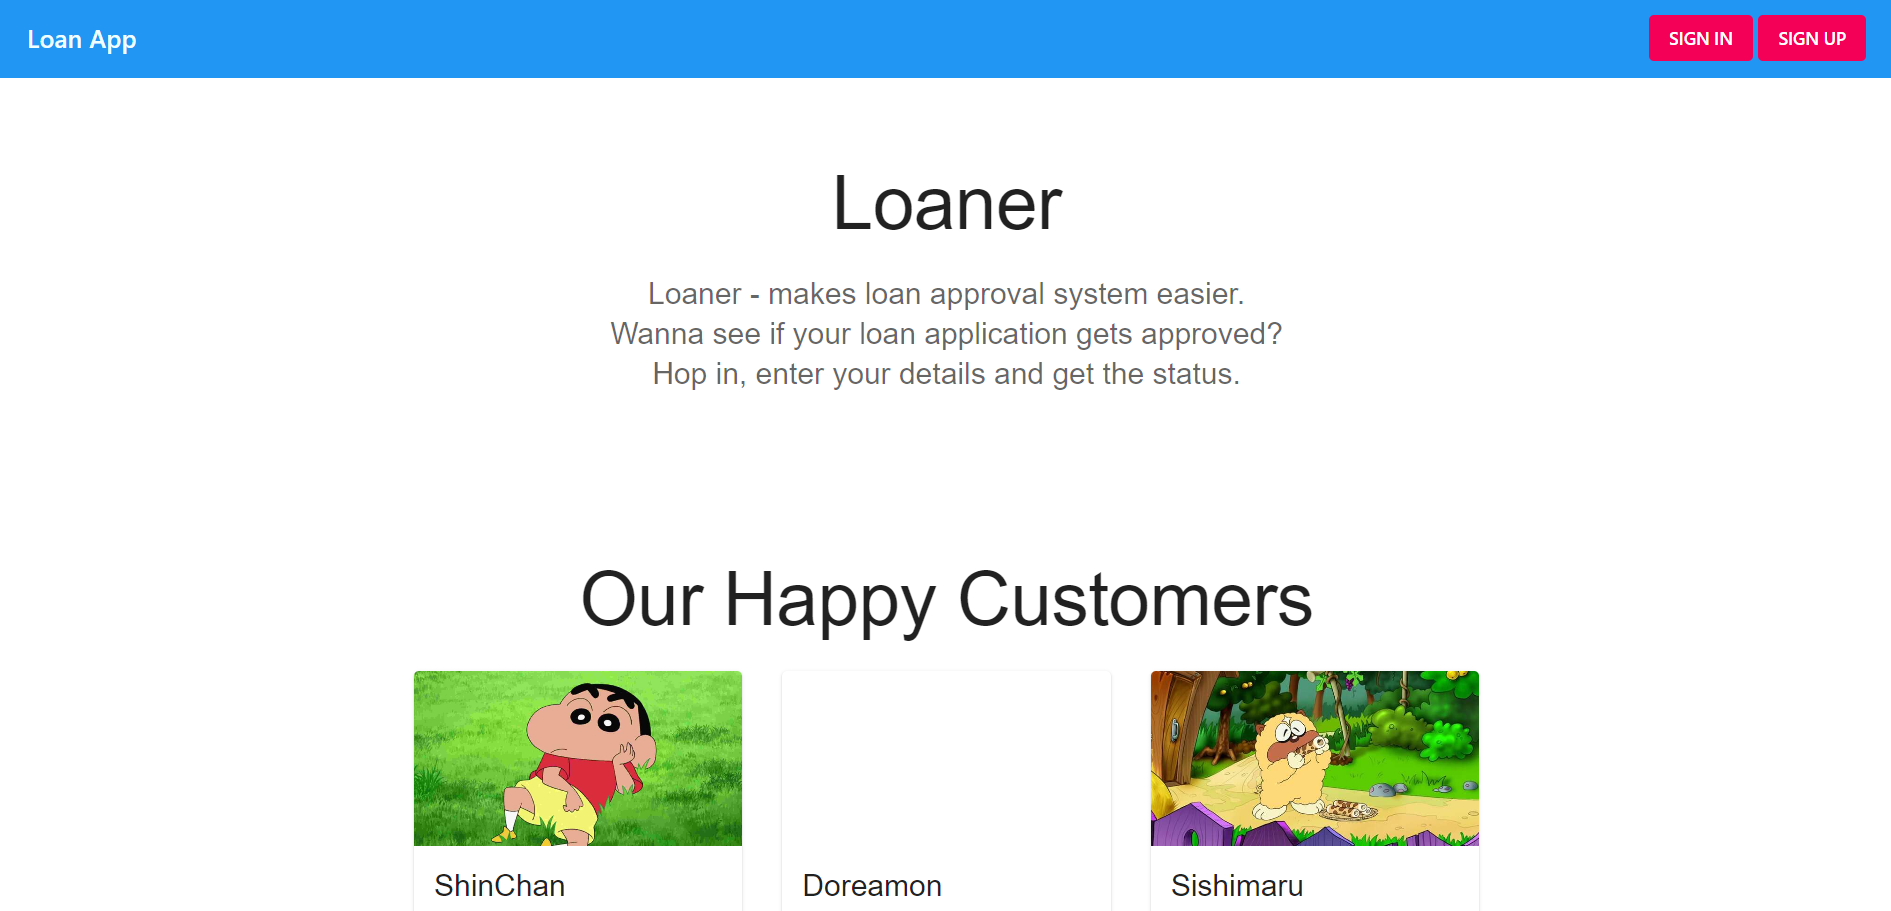 Loan App
SIGN IN
SIGN UP
Loaner
Loaner - makes loan approval system easier.
Wanna see if your loan application gets approved?
Hop in, enter your details and get the status.
Our Happy Customers
ShinChan
Doreamon
Sishimaru